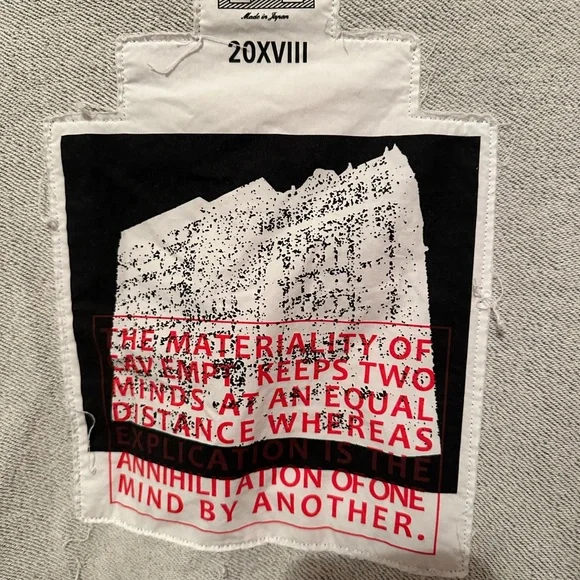 Made in Japan
20XVIII
THE MATERIALITY OF
CAV EMPT KEEPS TWO
MINDS AT AN EQUAL
DISTANCE WHEREAS
EXPLICATION IS THE
ANNIHILITATION OF ONE
MIND BY ANOTHER.